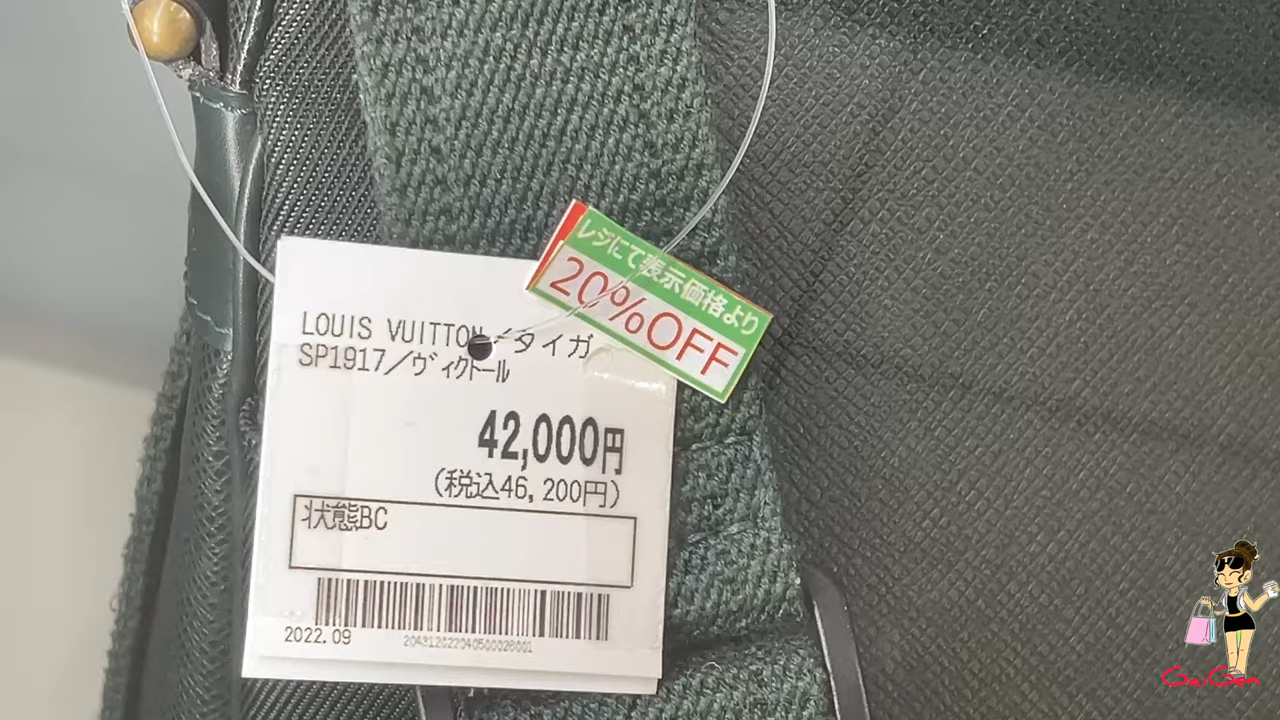 レジにて表示価格より
20%OFF
LOUIS VUITTON／タイガ
SP1917／ヴィクトール
42,000円
(税込46,200円)
状態BC
2022.09
GaiGen